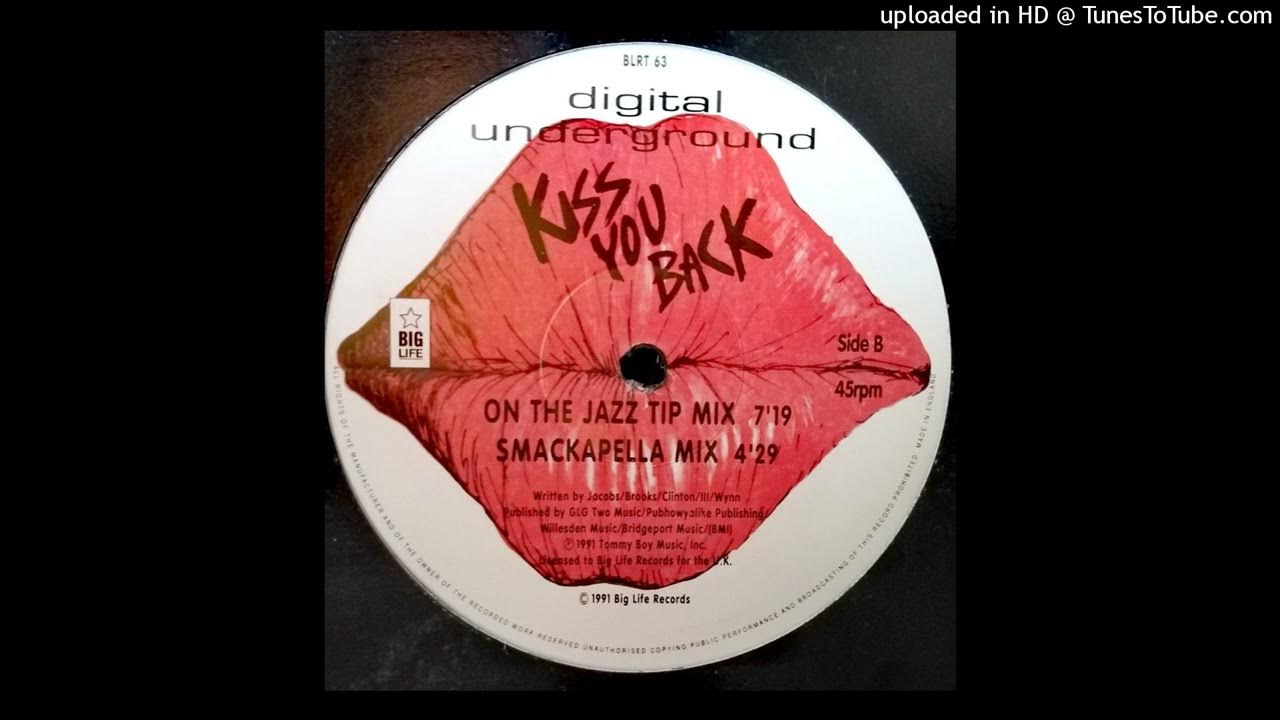 uploaded in HD @ TunesToTube.com
BLRT 63
digital
underground
KISS
YOU
BACK
BIG
LIFE
Side B
45rpm
ON THE JAZZ TIP MIX 7'19
SMACKAPELLA MIX 4'29
Written by Jacobs/Brooks/Clinton/III/Wynn
Published by GLG Two Music/Pubhowyalike Publishing/
Willesden Music/Bridgeport Music/(BMI)
℗ 1991 Tommy Boy Music, Inc.
Licensed to Big Life Records for the U.K.
© 1991 Big Life Records
ALL RIGHTS OF THE MANUFACTURER AND OF THE OWNER OF THE RECORDED WORK RESERVED UNAUTHORISED COPYING PUBLIC PERFORMANCE AND BROADCASTING OF THIS RECORD PROHIBITED. MADE IN ENGLAND